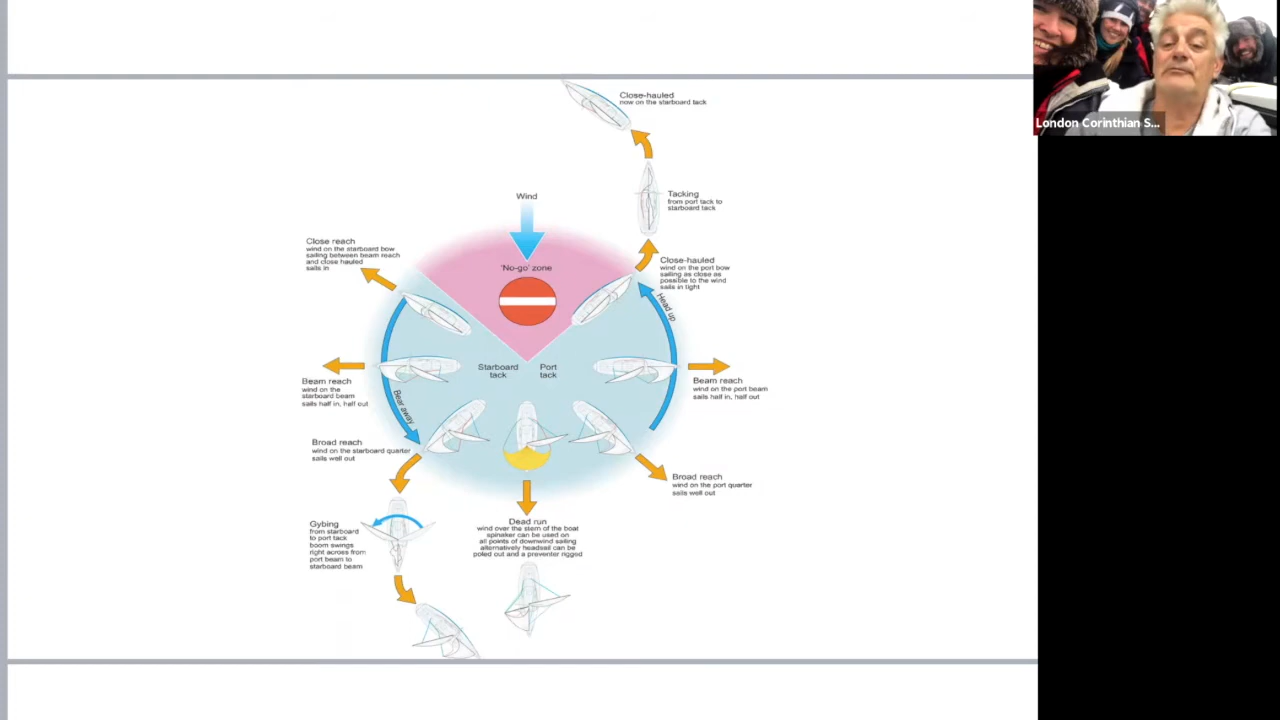 London Corinthian S...
Close-hauled
now on the starboard tack
Wind
Tacking
from port tack to
starboard tack
Close reach
wind on the starboard bow
sailing between beam reach
and close hauled
sails in
'No-go' zone
Close-hauled
wind on the port bow
sailing as close as
possible to the wind
sails in tight
Head up
Starboard
tack
Port
tack
Beam reach
wind on the
starboard beam
sails half in, half out
Beam reach
wind on the port beam
sails half in, half out
Bear away
Broad reach
wind on the starboard quarter
sails well out
Broad reach
wind on the port quarter
sails well out
Gybing
from starboard
to port tack
boom swings
right across from
port beam to
starboard beam
Dead run
wind over the stern of the boat
spinaker can be used on
all points of downwind sailing
alternatively headsail can be
poled out and a preventer rigged